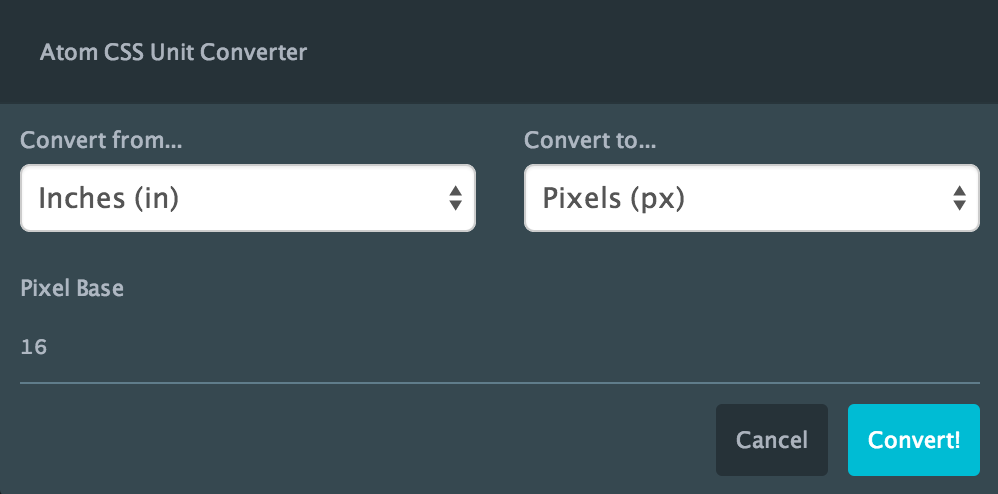 Atom CSS Unit Converter
Convert from...
Convert to...
Inches (in)
Pixels (px)
Pixel Base
16
Cancel
Convert!